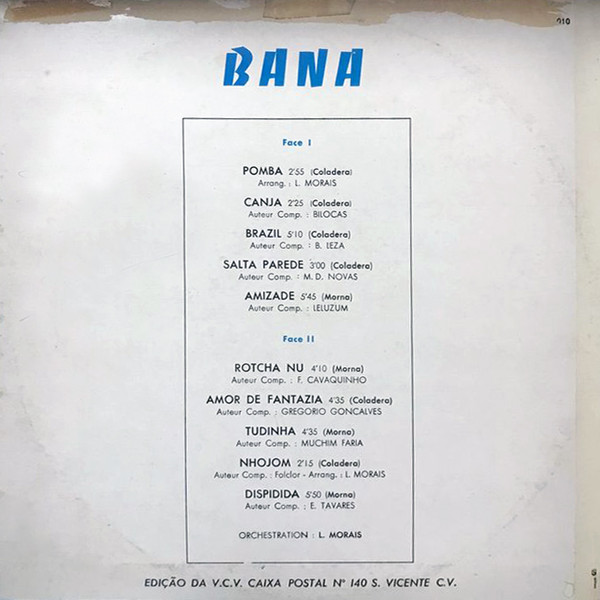 010
BANA
Face I
POMBA 2'55 (Coladera)
Arrang. : L. MORAIS
CANJA 2'25 (Coladera)
Auteur Comp. : BILOCAS
BRAZIL 5'10 (Coladera)
Auteur Comp. : B. LEZA
SALTA PAREDE 3'00 (Coladera)
Auteur Comp. : M. D. NOVAS
AMIZADE 5'45 (Morna)
Auteur Comp. : LELUZUM
Face II
ROTCHA NU 4'10 (Morna)
Auteur Comp. : F. CAVAQUINHO
AMOR DE FANTAZIA 4'35 (Coladera)
Auteur Comp. : GREGORIO GONCALVES
TUDINHA 4'35 (Morna)
Auteur Comp. : MUCHIM FARIA
NHOJOM 2'15 (Coladera)
Auteur Comp. : Folclor - Arrang. : L. MORAIS
DISPIDIDA 5'50 (Morna)
Auteur Comp. : E. TAVARES
ORCHESTRATION : L. MORAIS
EDIÇÃO DA V.C.V. CAIXA POSTAL Nº 140 S. VICENTE C.V.